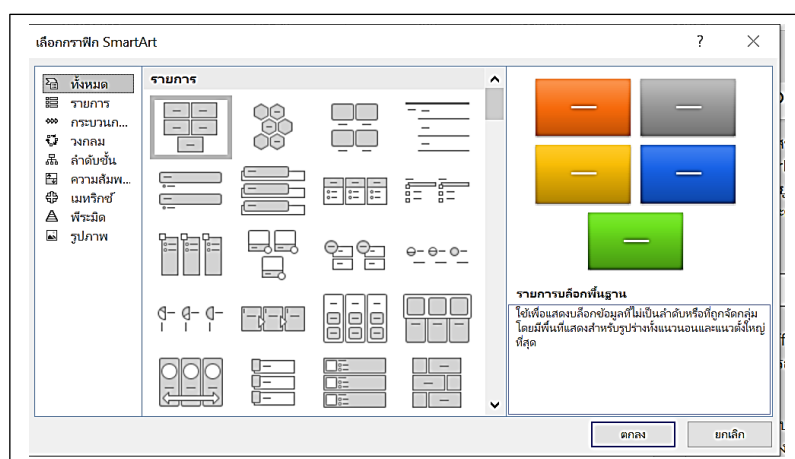 เลือกกราฟิก SmartArt
ทั้งหมด
รายการ
กระบวนก...
วงกลม
ลำดับชั้น
ความสัมพ...
เมทริกซ์
พีระมิด
รูปภาพ
รายการ
รายการบล็อกพื้นฐาน
ใช้เพื่อแสดงบล็อกข้อมูลที่ไม่เป็นลำดับหรือที่ถูกจัดกลุ่ม
โดยมีพื้นที่แสดงสำหรับรูปร่างทั้งแนวนอนและแนวตั้งใหญ่
ที่สุด
ตกลง
ยกเลิก